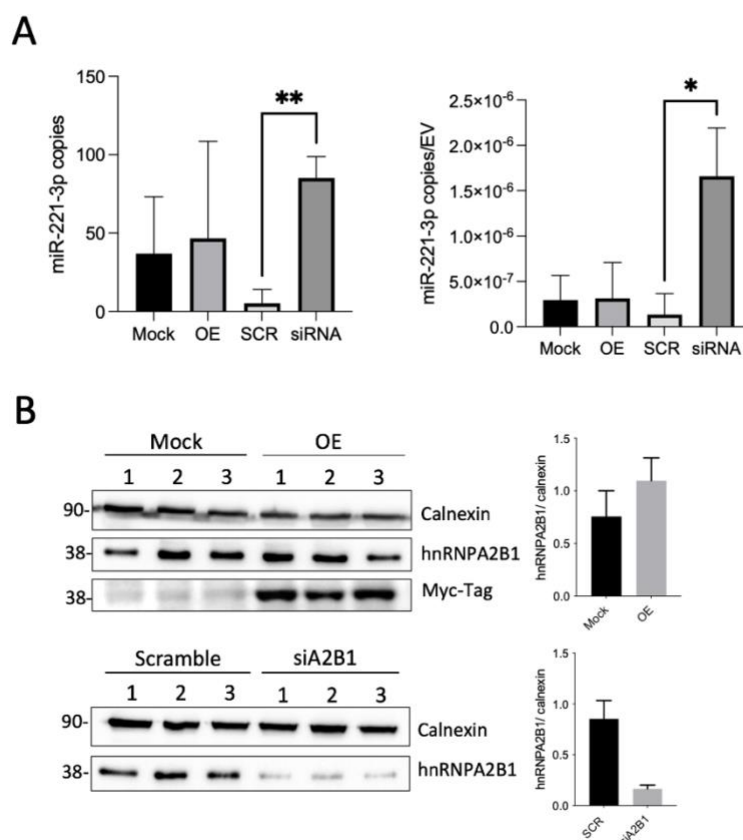 A
150
100
50
0
miR-221-3p copies
**
Mock OE SCR siRNA
2.5×10⁻⁶
2.0×10⁻⁶
1.5×10⁻⁶
1.0×10⁻⁶
5.0×10⁻⁷
0.0
miR-221-3p copies/EV
*
Mock OE SCR siRNA
B
Mock OE
1 2 3 1 2 3
90- Calnexin
38- hnRNPA2B1
38- Myc-Tag
1.5
1.0
0.5
0.0
hnRNPA2B1/ calnexin
Mock OE
Scramble siA2B1
1 2 3 1 2 3
90- Calnexin
38- hnRNPA2B1
1.5
1.0
0.5
0.0
hnRNPA2B1/ calnexin
SCR siA2B1